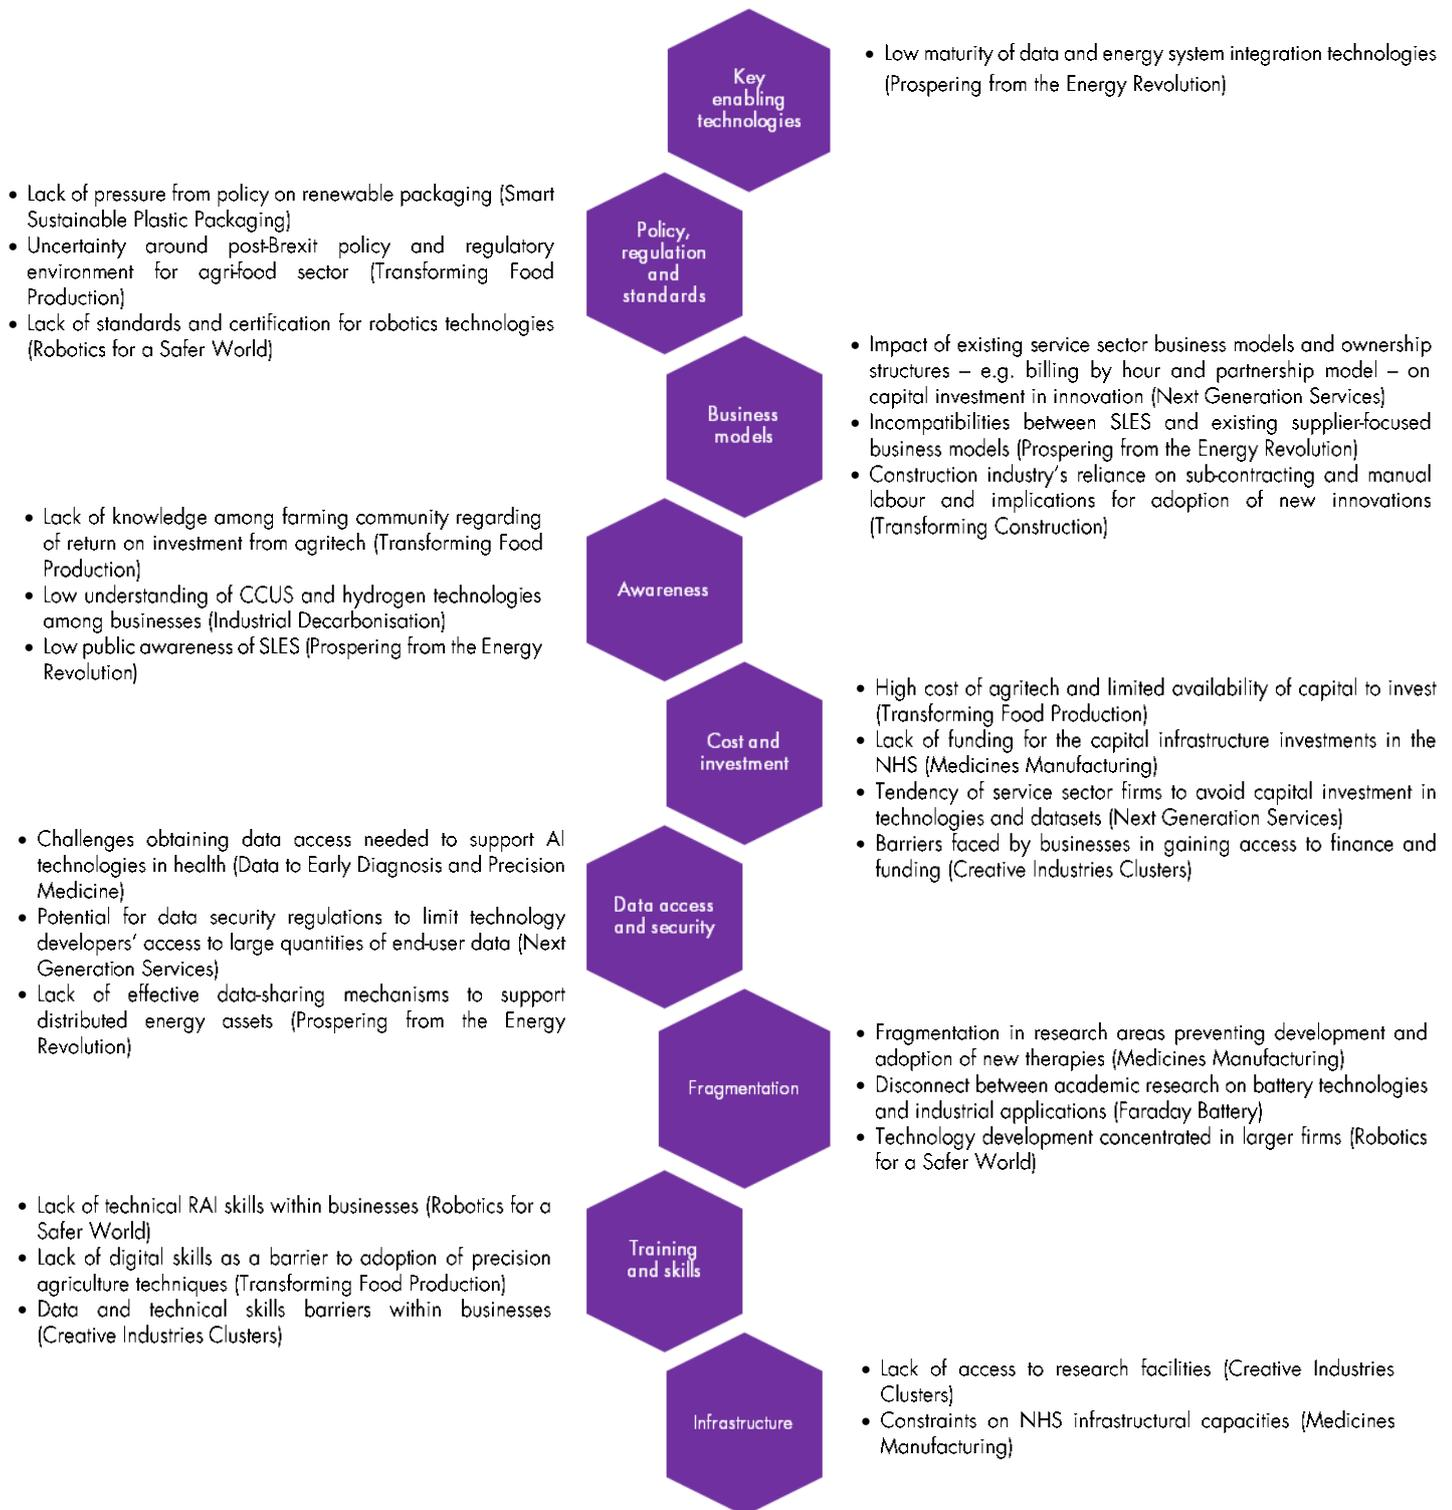 Key
enabling
technologies
• Low maturity of data and energy system integration technologies
(Prospering from the Energy Revolution)
• Lack of pressure from policy on renewable packaging (Smart
Sustainable Plastic Packaging)
• Uncertainty around post-Brexit policy and regulatory
environment for agri-food sector (Transforming Food
Production)
• Lack of standards and certification for robotics technologies
(Robotics for a Safer World)
Policy,
regulation
and
standards
Business
models
• Impact of existing service sector business models and ownership
structures – e.g. billing by hour and partnership model – on
capital investment in innovation (Next Generation Services)
• Incompatibilities between SLES and existing supplier-focused
business models (Prospering from the Energy Revolution)
• Construction industry's reliance on sub-contracting and manual
labour and implications for adoption of new innovations
(Transforming Construction)
• Lack of knowledge among farming community regarding
of return on investment from agritech (Transforming Food
Production)
• Low understanding of CCUS and hydrogen technologies
among businesses (Industrial Decarbonisation)
• Low public awareness of SLES (Prospering from the Energy
Revolution)
Awareness
Cost and
investment
• High cost of agritech and limited availability of capital to invest
(Transforming Food Production)
• Lack of funding for the capital infrastructure investments in the
NHS (Medicines Manufacturing)
• Tendency of service sector firms to avoid capital investment in
technologies and datasets (Next Generation Services)
• Barriers faced by businesses in gaining access to finance and
funding (Creative Industries Clusters)
• Challenges obtaining data access needed to support AI
technologies in health (Data to Early Diagnosis and Precision
Medicine)
• Potential for data security regulations to limit technology
developers' access to large quantities of end-user data (Next
Generation Services)
• Lack of effective data-sharing mechanisms to support
distributed energy assets (Prospering from the Energy
Revolution)
Data access
and security
Fragmentation
• Fragmentation in research areas preventing development and
adoption of new therapies (Medicines Manufacturing)
• Disconnect between academic research on battery technologies
and industrial applications (Faraday Battery)
• Technology development concentrated in larger firms (Robotics
for a Safer World)
• Lack of technical RAI skills within businesses (Robotics for a
Safer World)
• Lack of digital skills as a barrier to adoption of precision
agriculture techniques (Transforming Food Production)
• Data and technical skills barriers within businesses
(Creative Industries Clusters)
Training
and skills
Infrastructure
• Lack of access to research facilities (Creative Industries
Clusters)
• Constraints on NHS infrastructural capacities (Medicines
Manufacturing)